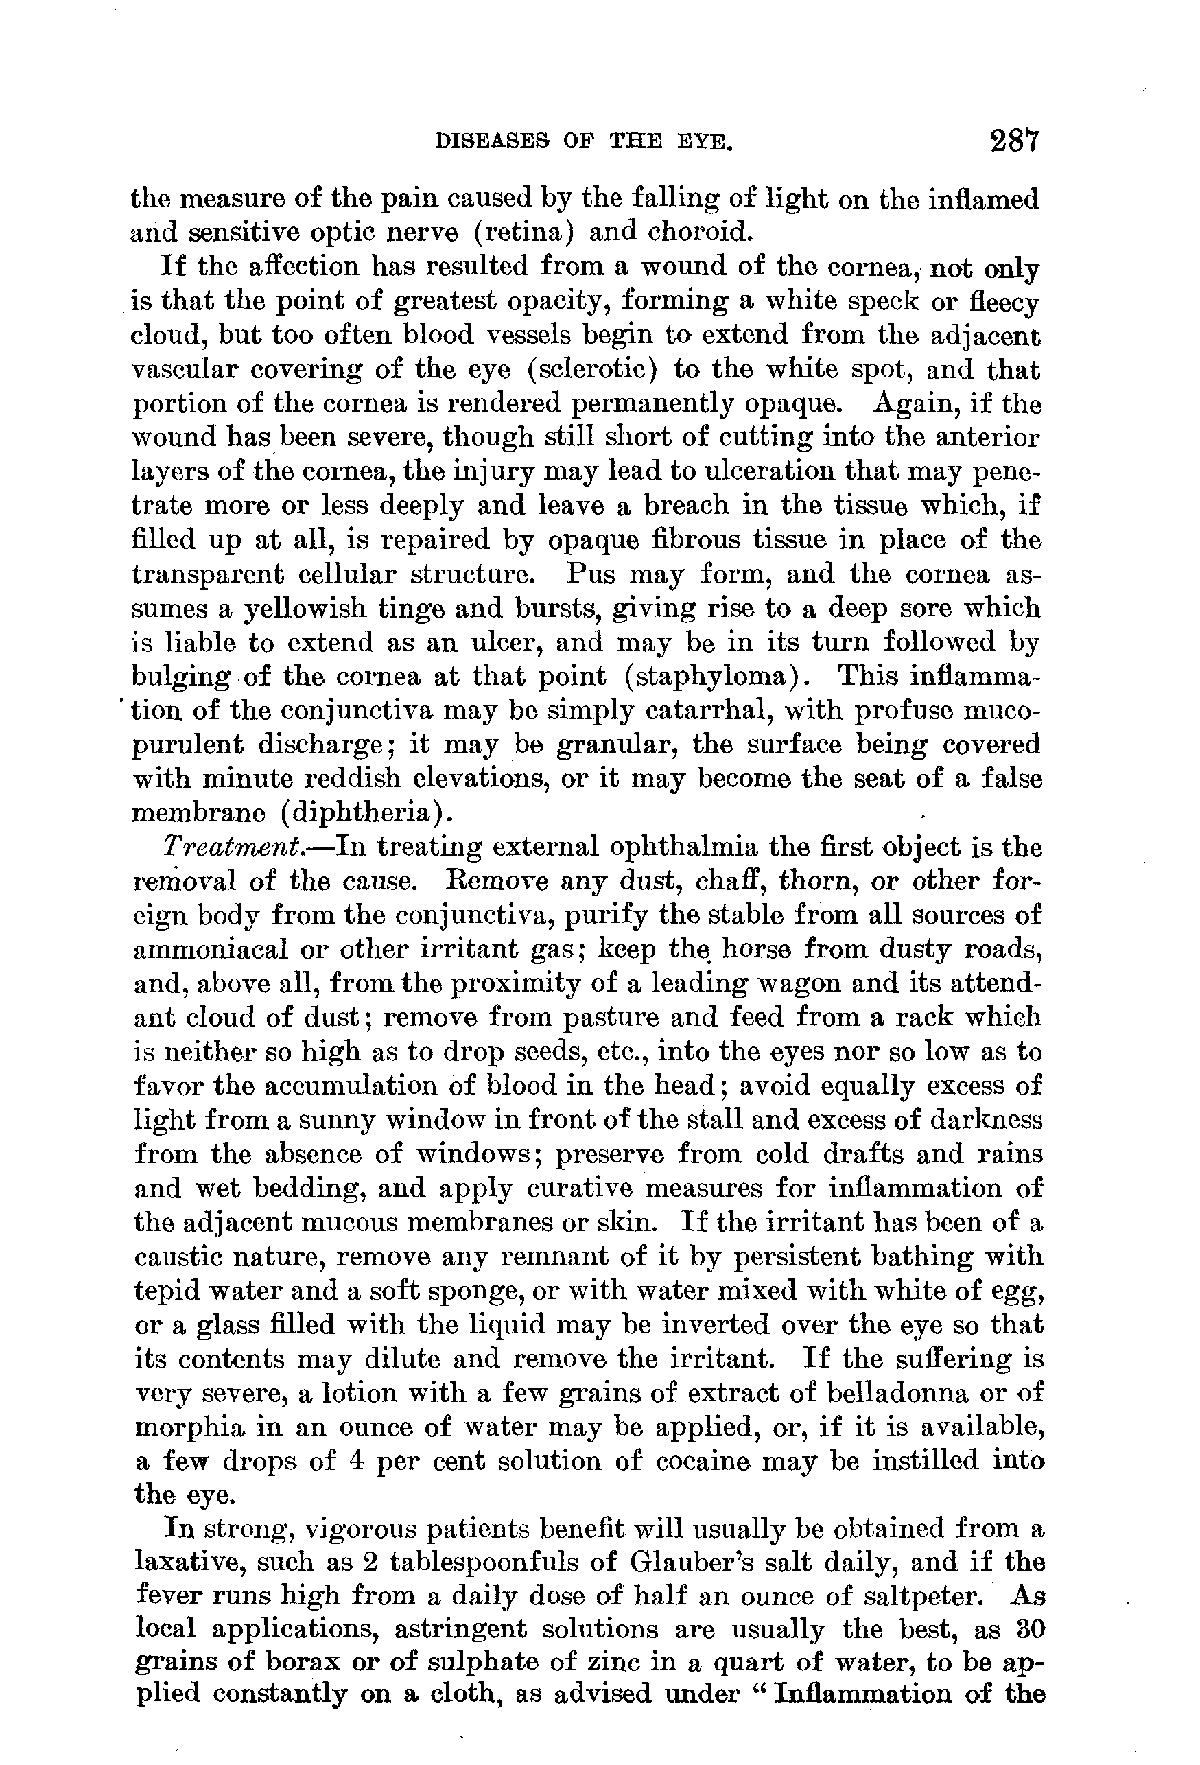 DISEASES OF THE EYE. 287
the measure of the pain caused by the falling of light on the inflamed
and sensitive optic nerve (retina) and choroid.
If the affection has resulted from a wound of the cornea, not only
is that the point of greatest opacity, forming a white speck or fleecy
cloud, but too often blood vessels begin to extend from the adjacent
vascular covering of the eye (sclerotic) to the white spot, and that
portion of the cornea is rendered permanently opaque. Again, if the
wound has been severe, though still short of cutting into the anterior
layers of the cornea, the injury may lead to ulceration that may pene-
trate more or less deeply and leave a breach in the tissue which, if
filled up at all, is repaired by opaque fibrous tissue in place of the
transparent cellular structure. Pus may form, and the cornea as-
sumes a yellowish tinge and bursts, giving rise to a deep sore which
is liable to extend as an ulcer, and may be in its turn followed by
bulging of the cornea at that point (staphyloma). This inflamma-
tion of the conjunctiva may be simply catarrhal, with profuse muco-
purulent discharge; it may be granular, the surface being covered
with minute reddish elevations, or it may become the seat of a false
membrane (diphtheria).
Treatment.—In treating external ophthalmia the first object is the
removal of the cause. Remove any dust, chaff, thorn, or other for-
eign body from the conjunctiva, purify the stable from all sources of
ammoniacal or other irritant gas; keep the horse from dusty roads,
and, above all, from the proximity of a leading wagon and its attend-
ant cloud of dust; remove from pasture and feed from a rack which
is neither so high as to drop seeds, etc., into the eyes nor so low as to
favor the accumulation of blood in the head; avoid equally excess of
light from a sunny window in front of the stall and excess of darkness
from the absence of windows; preserve from cold drafts and rains
and wet bedding, and apply curative measures for inflammation of
the adjacent mucous membranes or skin. If the irritant has been of a
caustic nature, remove any remnant of it by persistent bathing with
tepid water and a soft sponge, or with water mixed with white of egg,
or a glass filled with the liquid may be inverted over the eye so that
its contents may dilute and remove the irritant. If the suffering is
very severe, a lotion with a few grains of extract of belladonna or of
morphia in an ounce of water may be applied, or, if it is available,
a few drops of 4 per cent solution of cocaine may be instilled into
the eye.
In strong, vigorous patients benefit will usually be obtained from a
laxative, such as 2 tablespoonfuls of Glauber's salt daily, and if the
fever runs high from a daily dose of half an ounce of saltpeter. As
local applications, astringent solutions are usually the best, as 30
grains of borax or of sulphate of zinc in a quart of water, to be ap-
plied constantly on a cloth, as advised under “Inflammation of the